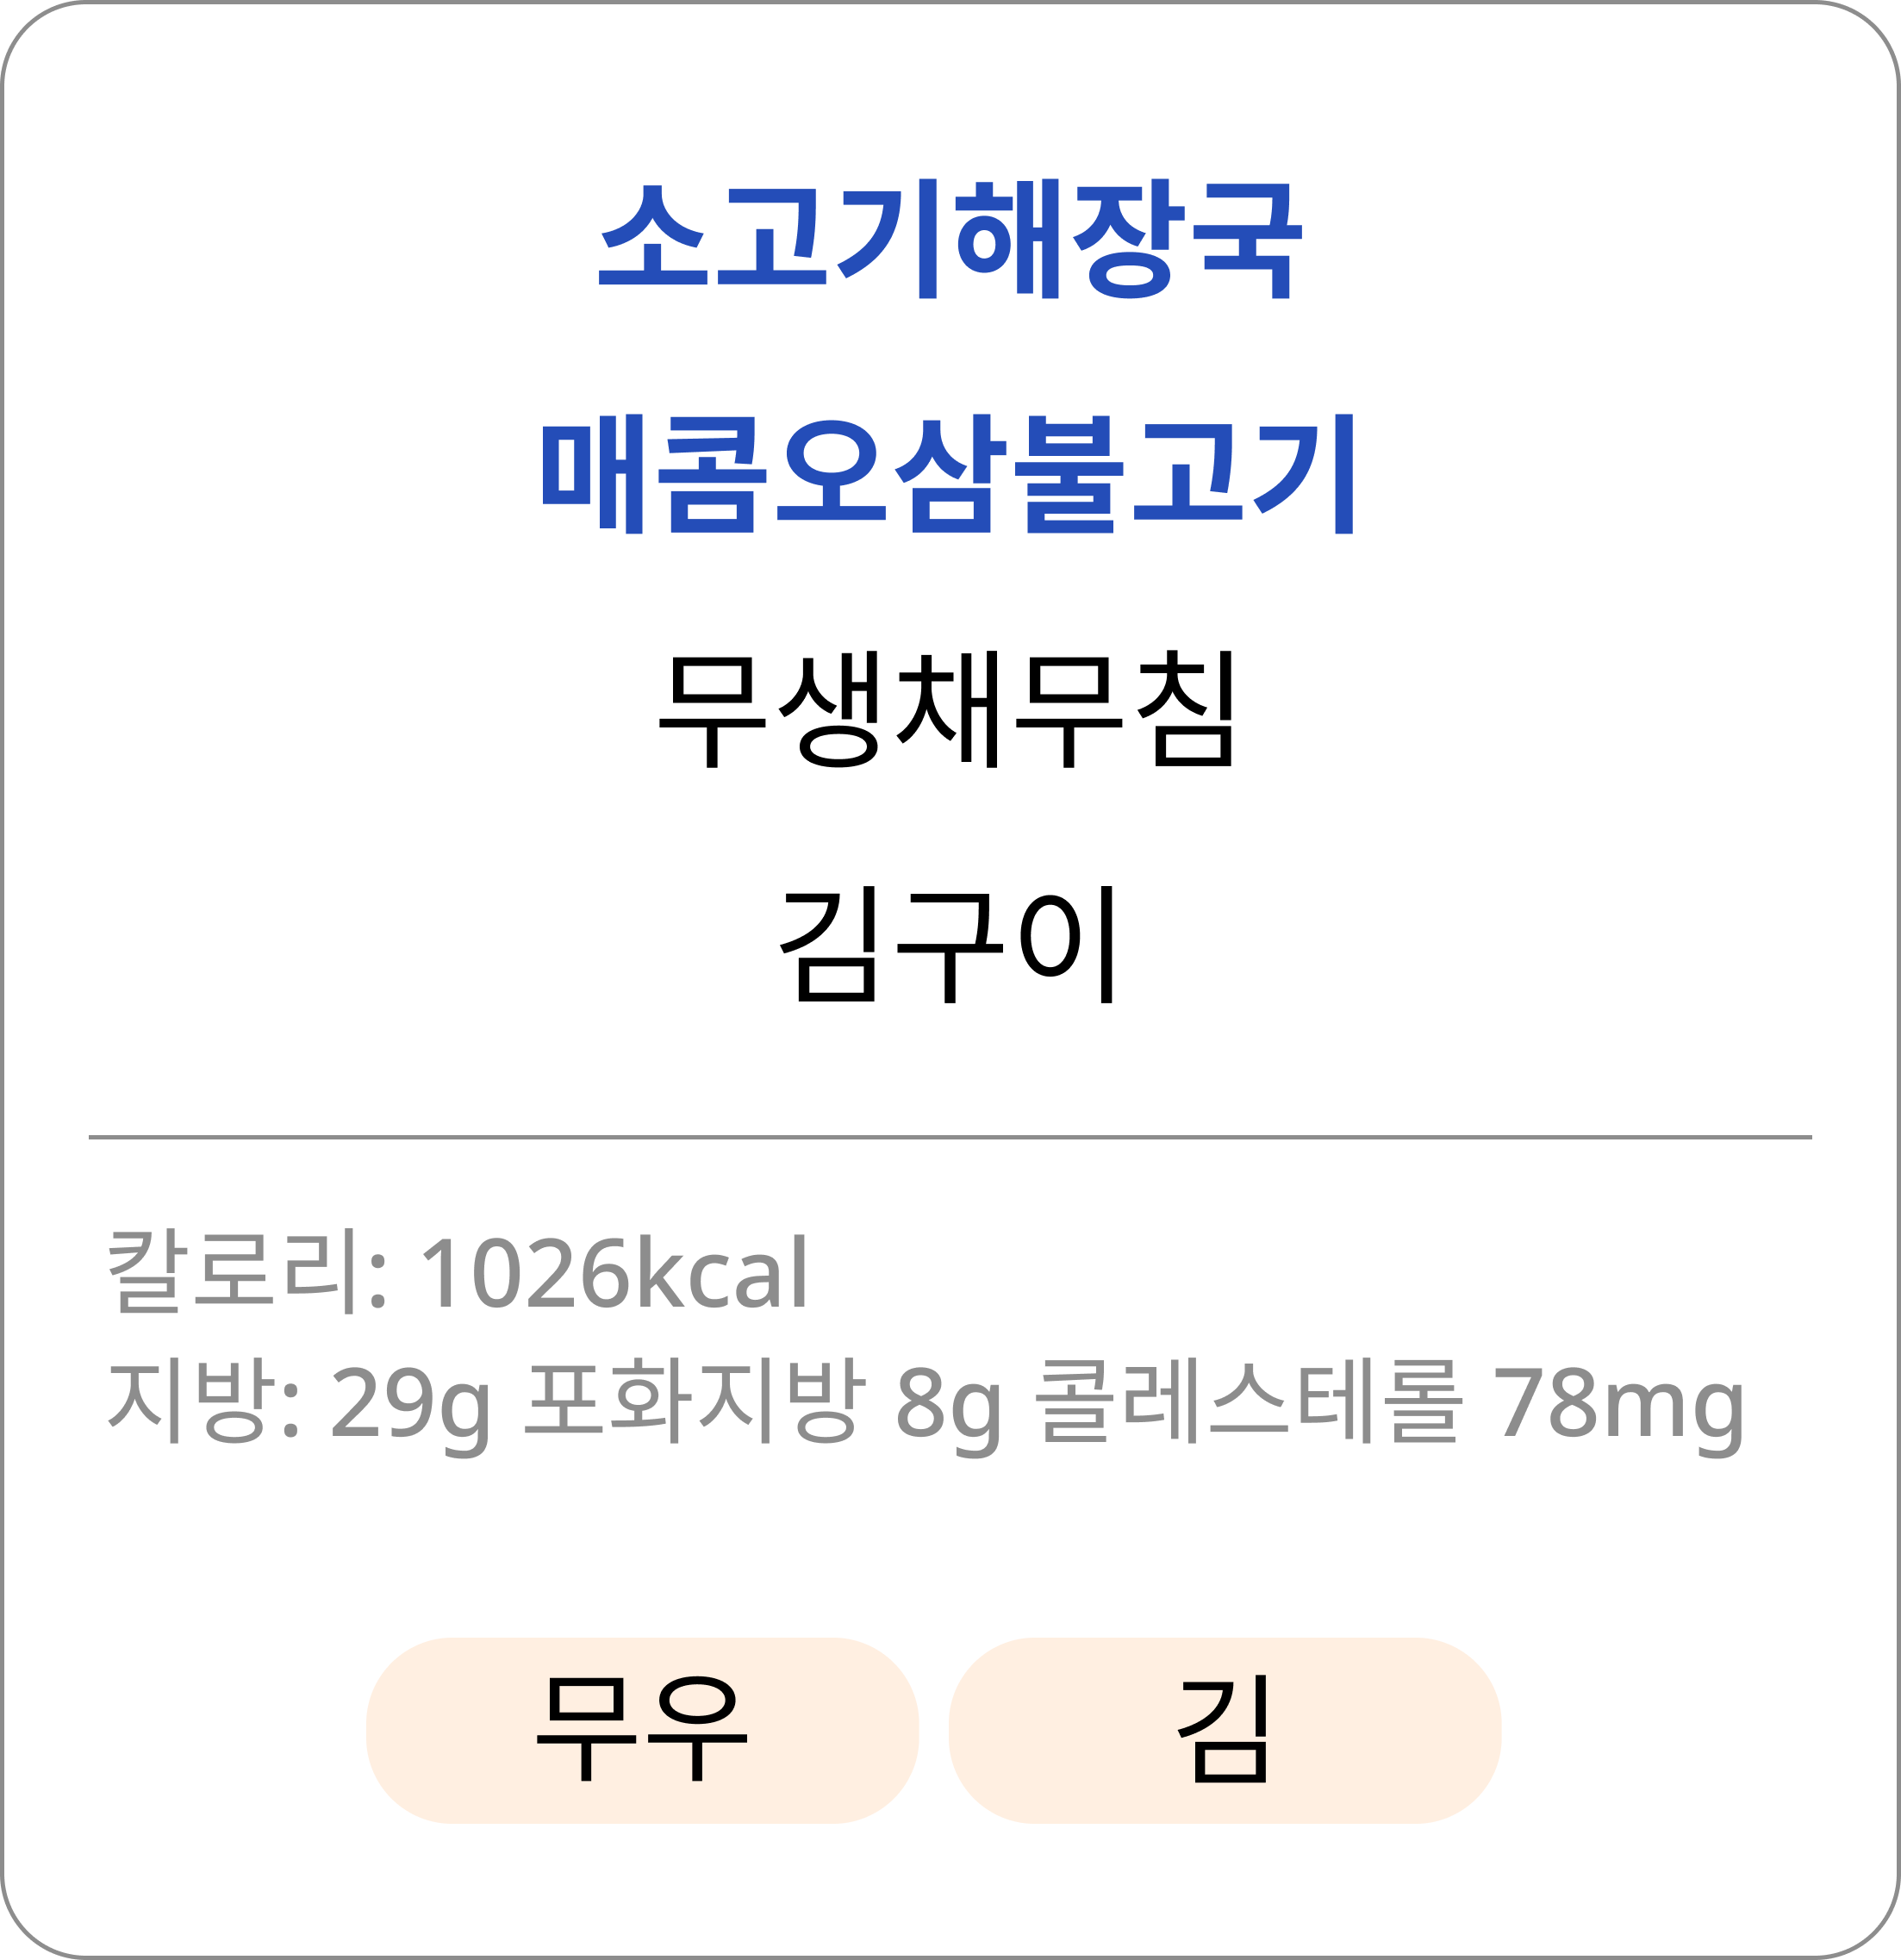 소고기해장국
매콤오삼불고기
무생채무침
김구이
칼로리: 1026kcal
지방: 29g 포화지방: 8g 콜레스테롤: 78mg
무우
김